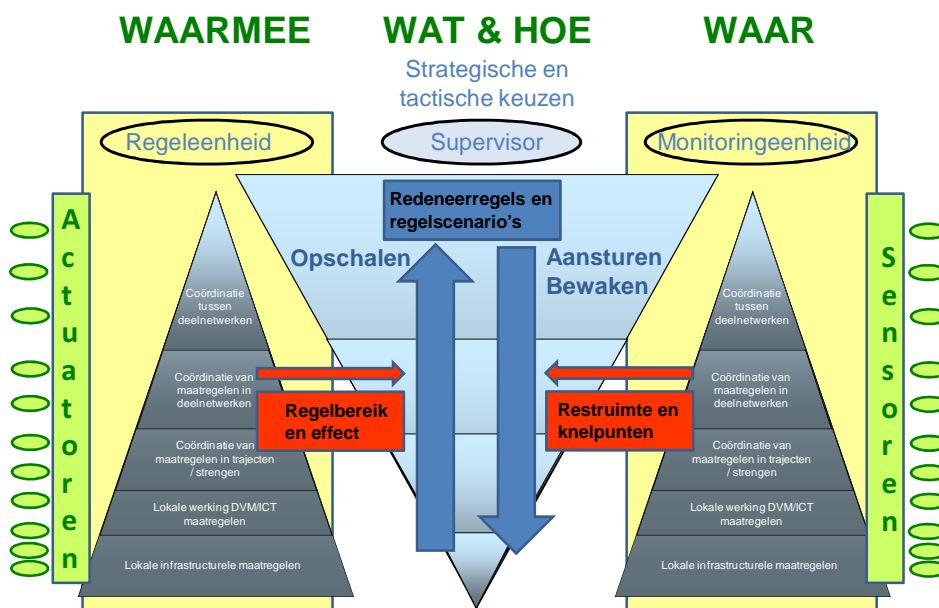 WAARMEE
WAT & HOE
WAAR
Strategische en
tactische keuzen
Regeleenheid
Supervisor
Monitoringeenheid
Actuatoren
Redeneerregels en
regelscenario's
Opschalen
Aansturen
Bewaken
Sensoren
Coördinatie
tussen
deelnetwerken
Coördinatie van
maatregelen in
deelnetwerken
Coördinatie van
maatregelen in trajecten
/ strengen
Lokale werking DVM/ICT
maatregelen
Lokale infrastructurele maatregelen
Regelbereik
en effect
Restruimte en
knelpunten
Coördinatie
tussen
deelnetwerken
Coördinatie van
maatregelen in
deelnetwerken
Coördinatie van
maatregelen in trajecten
/ strengen
Lokale werking DVM/ICT
maatregelen
Lokale infrastructurele maatregelen